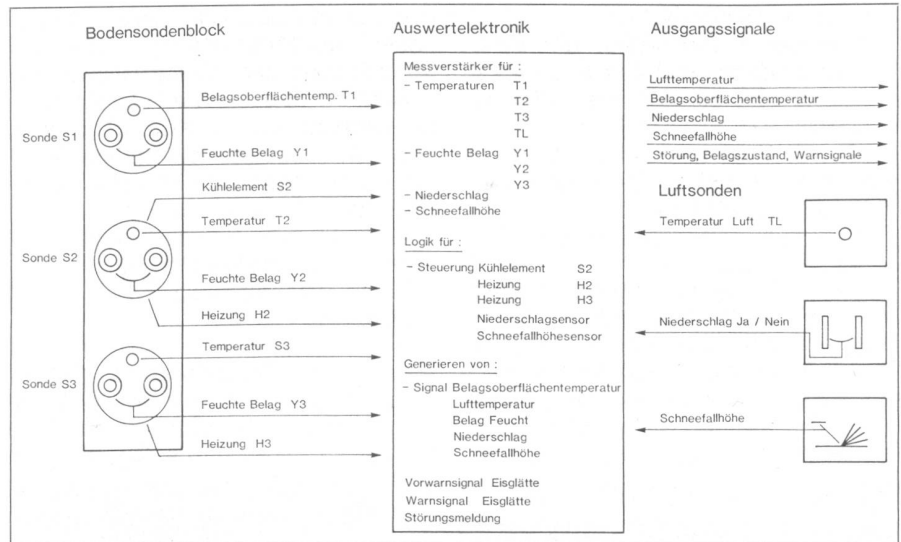 Bodensondenblock
Sonde S1
Sonde S2
Sonde S3
Belagsoberflächentemp. T1
Feuchte Belag Y1
Kühlelement S2
Temperatur T2
Feuchte Belag Y2
Heizung H2
Temperatur S3
Feuchte Belag Y3
Heizung H3
Auswertelektronik
Messverstärker für :
– Temperaturen T1
T2
T3
TL
– Feuchte Belag Y1
Y2
Y3
– Niederschlag
– Schneefallhöhe
Logik für :
– Steuerung Kühlelement S2
Heizung H2
Heizung H3
Niederschlagsensor
Schneefallhöhesensor
Generieren von :
– Signal Belagsoberflächentemperatur
Lufttemperatur
Belag Feucht
Niederschlag
Schneefallhöhe
Vorwarnsignal Eisglätte
Warnsignal Eisglätte
Störungsmeldung
Ausgangssignale
Lufttemperatur
Belagsoberflächentemperatur
Niederschlag
Schneefallhöhe
Störung, Belagszustand, Warnsignale
Luftsonden
Temperatur Luft TL
Niederschlag Ja / Nein
Schneefallhöhe